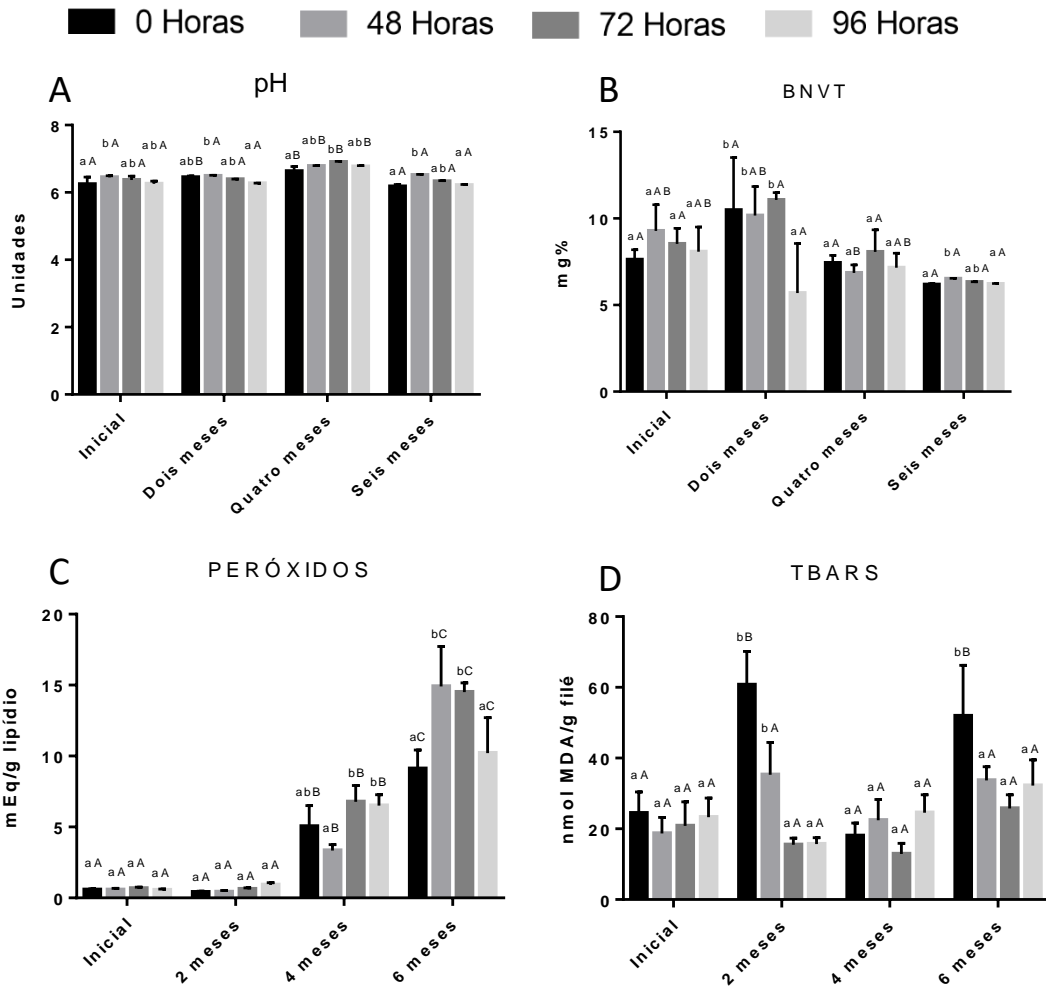 0 Horas 48 Horas 72 Horas 96 Horas
A pH
Unidades
8
6
4
2
0
aA bA abA abA
abB bA abA aA
aB abB bB abB
aA bA abA aA
Inicial Dois meses Quatro meses Seis meses
B BNVT
mg%
15
10
5
0
aA aAB aA aAB
bA bAB bA aA
aA aB aA aAB
aA bA abA aA
Inicial Dois meses Quatro meses Seis meses
C PERÓXIDOS
mEq/g lipídio
20
15
10
5
0
aA aA aA aA
aA aA aA aA
abB aB bB bB
aC bC bC aC
Inicial 2 meses 4 meses 6 meses
D TBARS
nmol MDA/g filé
80
60
40
20
0
aA aA aA aA
bB bA aA aA
aA aA aA aA
bB aA aA aA
Inicial 2 meses 4 meses 6 meses